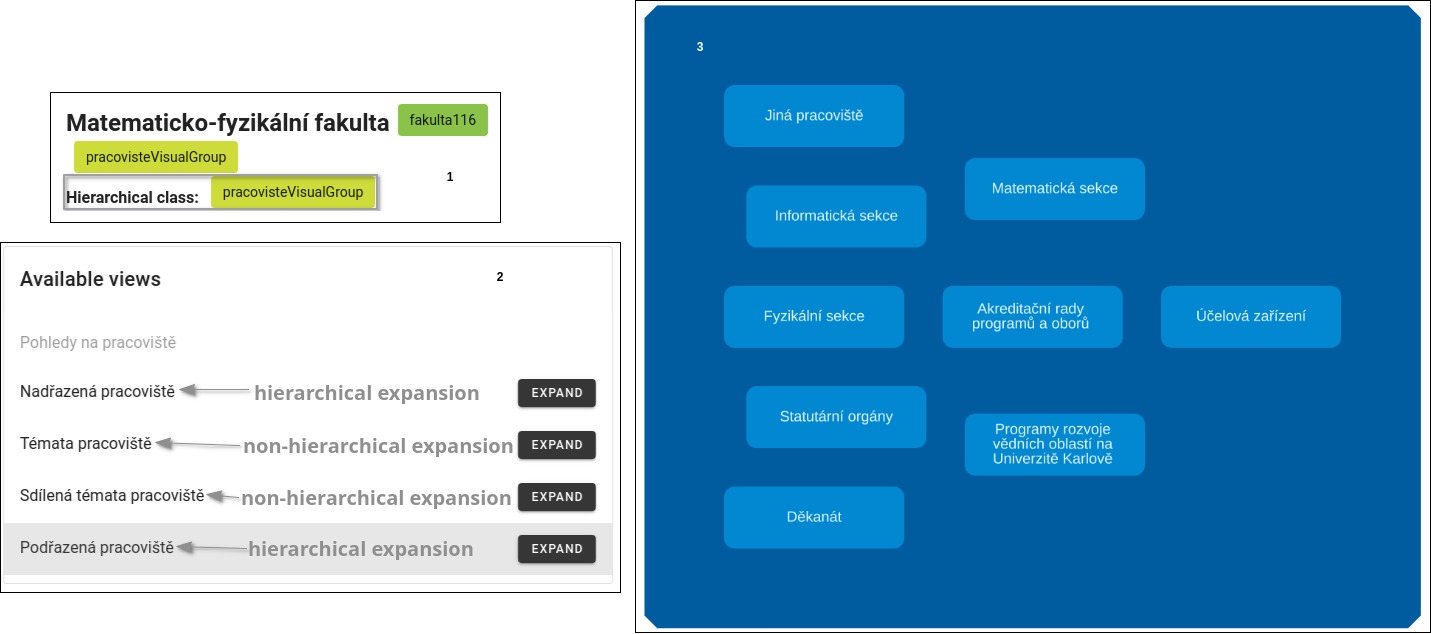 Matematicko-fyzikální fakulta fakulta116
pracovisteVisualGroup
1
Hierarchical class: pracovisteVisualGroup
Available views 2
Pohledy na pracoviště
Nadřazená pracoviště hierarchical expansion EXPAND
Témata pracoviště non-hierarchical expansion EXPAND
Sdílená témata pracoviště non-hierarchical expansion EXPAND
Podřazená pracoviště hierarchical expansion EXPAND
3
Jiná pracoviště
Matematická sekce
Informatická sekce
Fyzikální sekce
Akreditační rady
programů a oborů
Účelová zařízení
Statutární orgány
Programy rozvoje
vědních oblastí na
Univerzitě Karlově
Děkanát